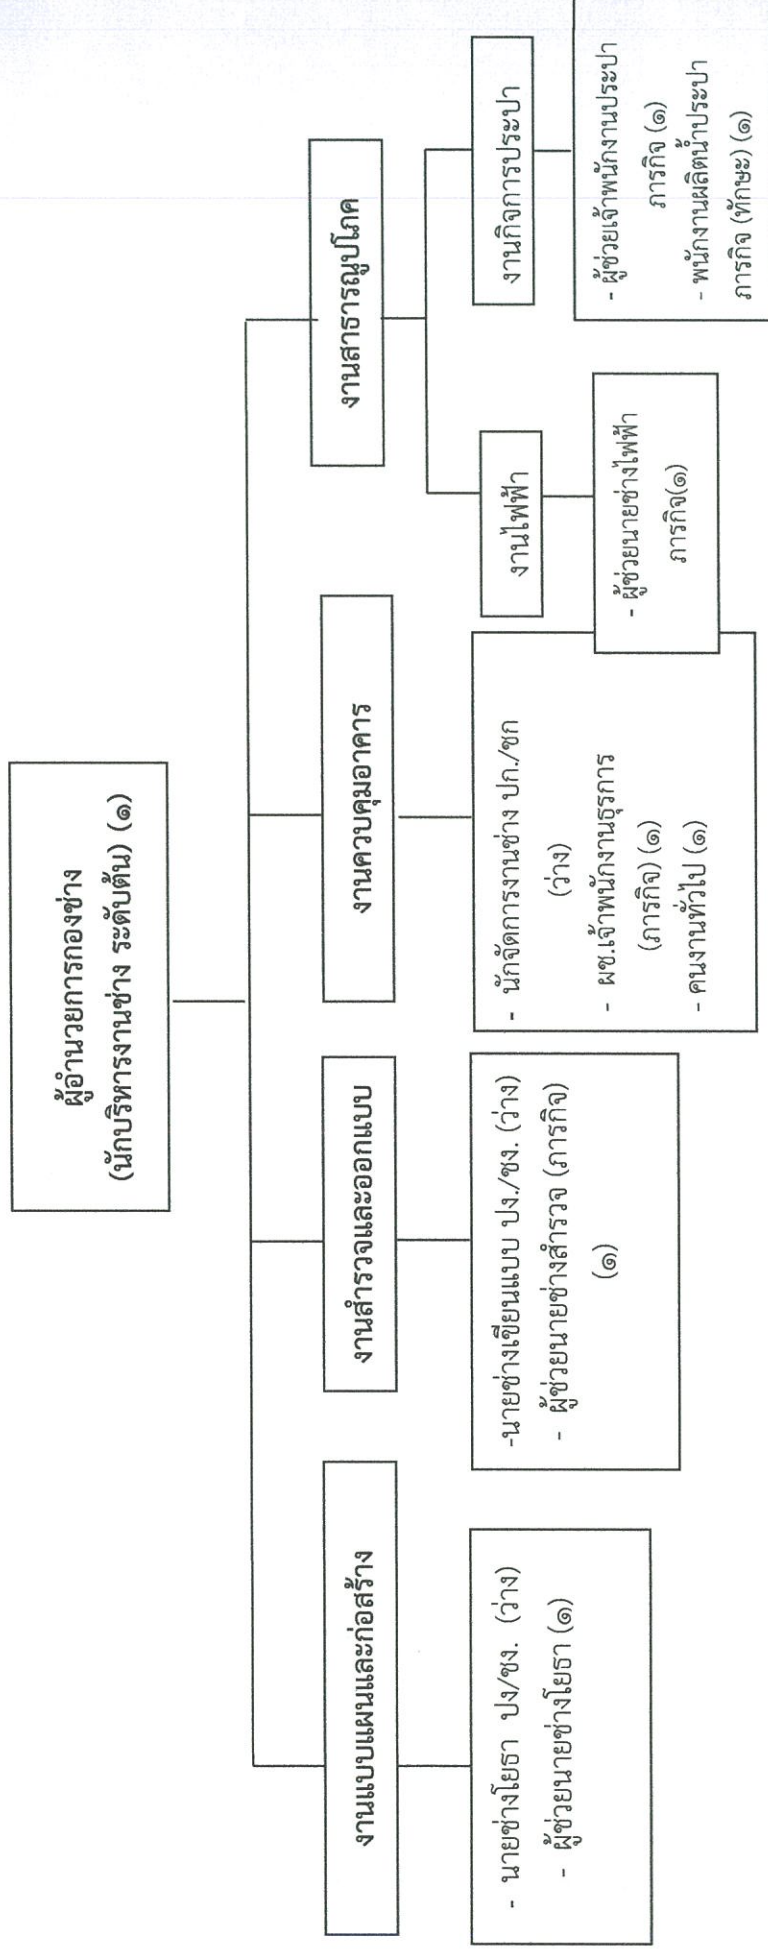 ผู้อำนวยการกองช่าง
(นักบริหารงานช่าง ระดับต้น) (๑)
งานแบบแผนและก่อสร้าง
งานสำรวจและออกแบบ
งานควบคุมอาคาร
งานสาธารณูปโภค
- นายช่างโยธา ปง/ชง. (ว่าง)
- ผู้ช่วยนายช่างโยธา (๑)
-นายช่างเขียนแบบ ปง./ชง. (ว่าง)
- ผู้ช่วยนายช่างสำรวจ (ภารกิจ)
(๑)
- นักจัดการงานช่าง ปก./ชก
(ว่าง)
- ผช.เจ้าพนักงานธุรการ
(ภารกิจ) (๑)
- คนงานทั่วไป (๑)
งานไฟฟ้า
- ผู้ช่วยนายช่างไฟฟ้า
ภารกิจ(๑)
งานกิจการประปา
- ผู้ช่วยเจ้าพนักงานประปา
ภารกิจ (๑)
- พนักงานผลิตน้ำประปา
ภารกิจ (ทักษะ) (๑)